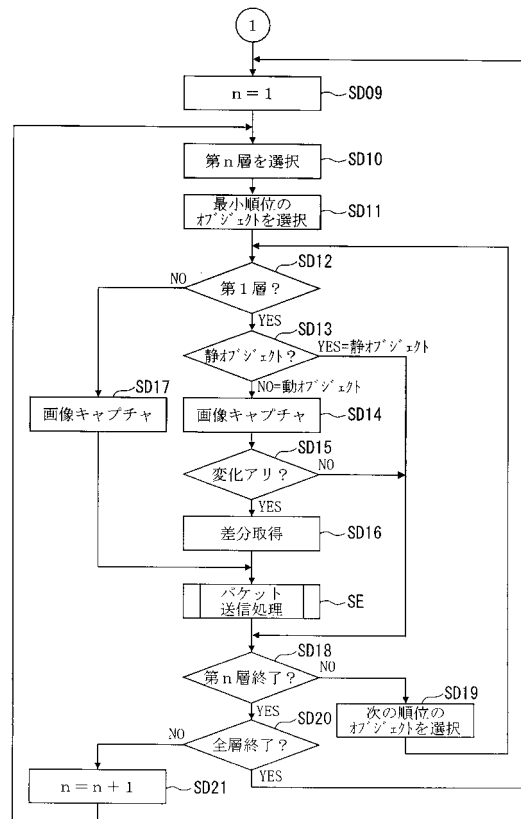 1
n＝1
SD09
第n層を選択
SD10
最小順位の
オブジェクトを選択
SD11
SD12
NO
第1層？
YES
SD13
YES=静オブジェクト
静オブジェクト？
NO=動オブジェクト
SD17
画像キャプチャ
画像キャプチャ
SD14
SD15
NO
変化アリ？
YES
差分取得
SD16
パケット
送信処理
SE
SD18
NO
第n層終了？
SD19
YES
次の順位の
オブジェクトを選択
SD20
NO
全層終了？
YES
n＝n＋1
SD21